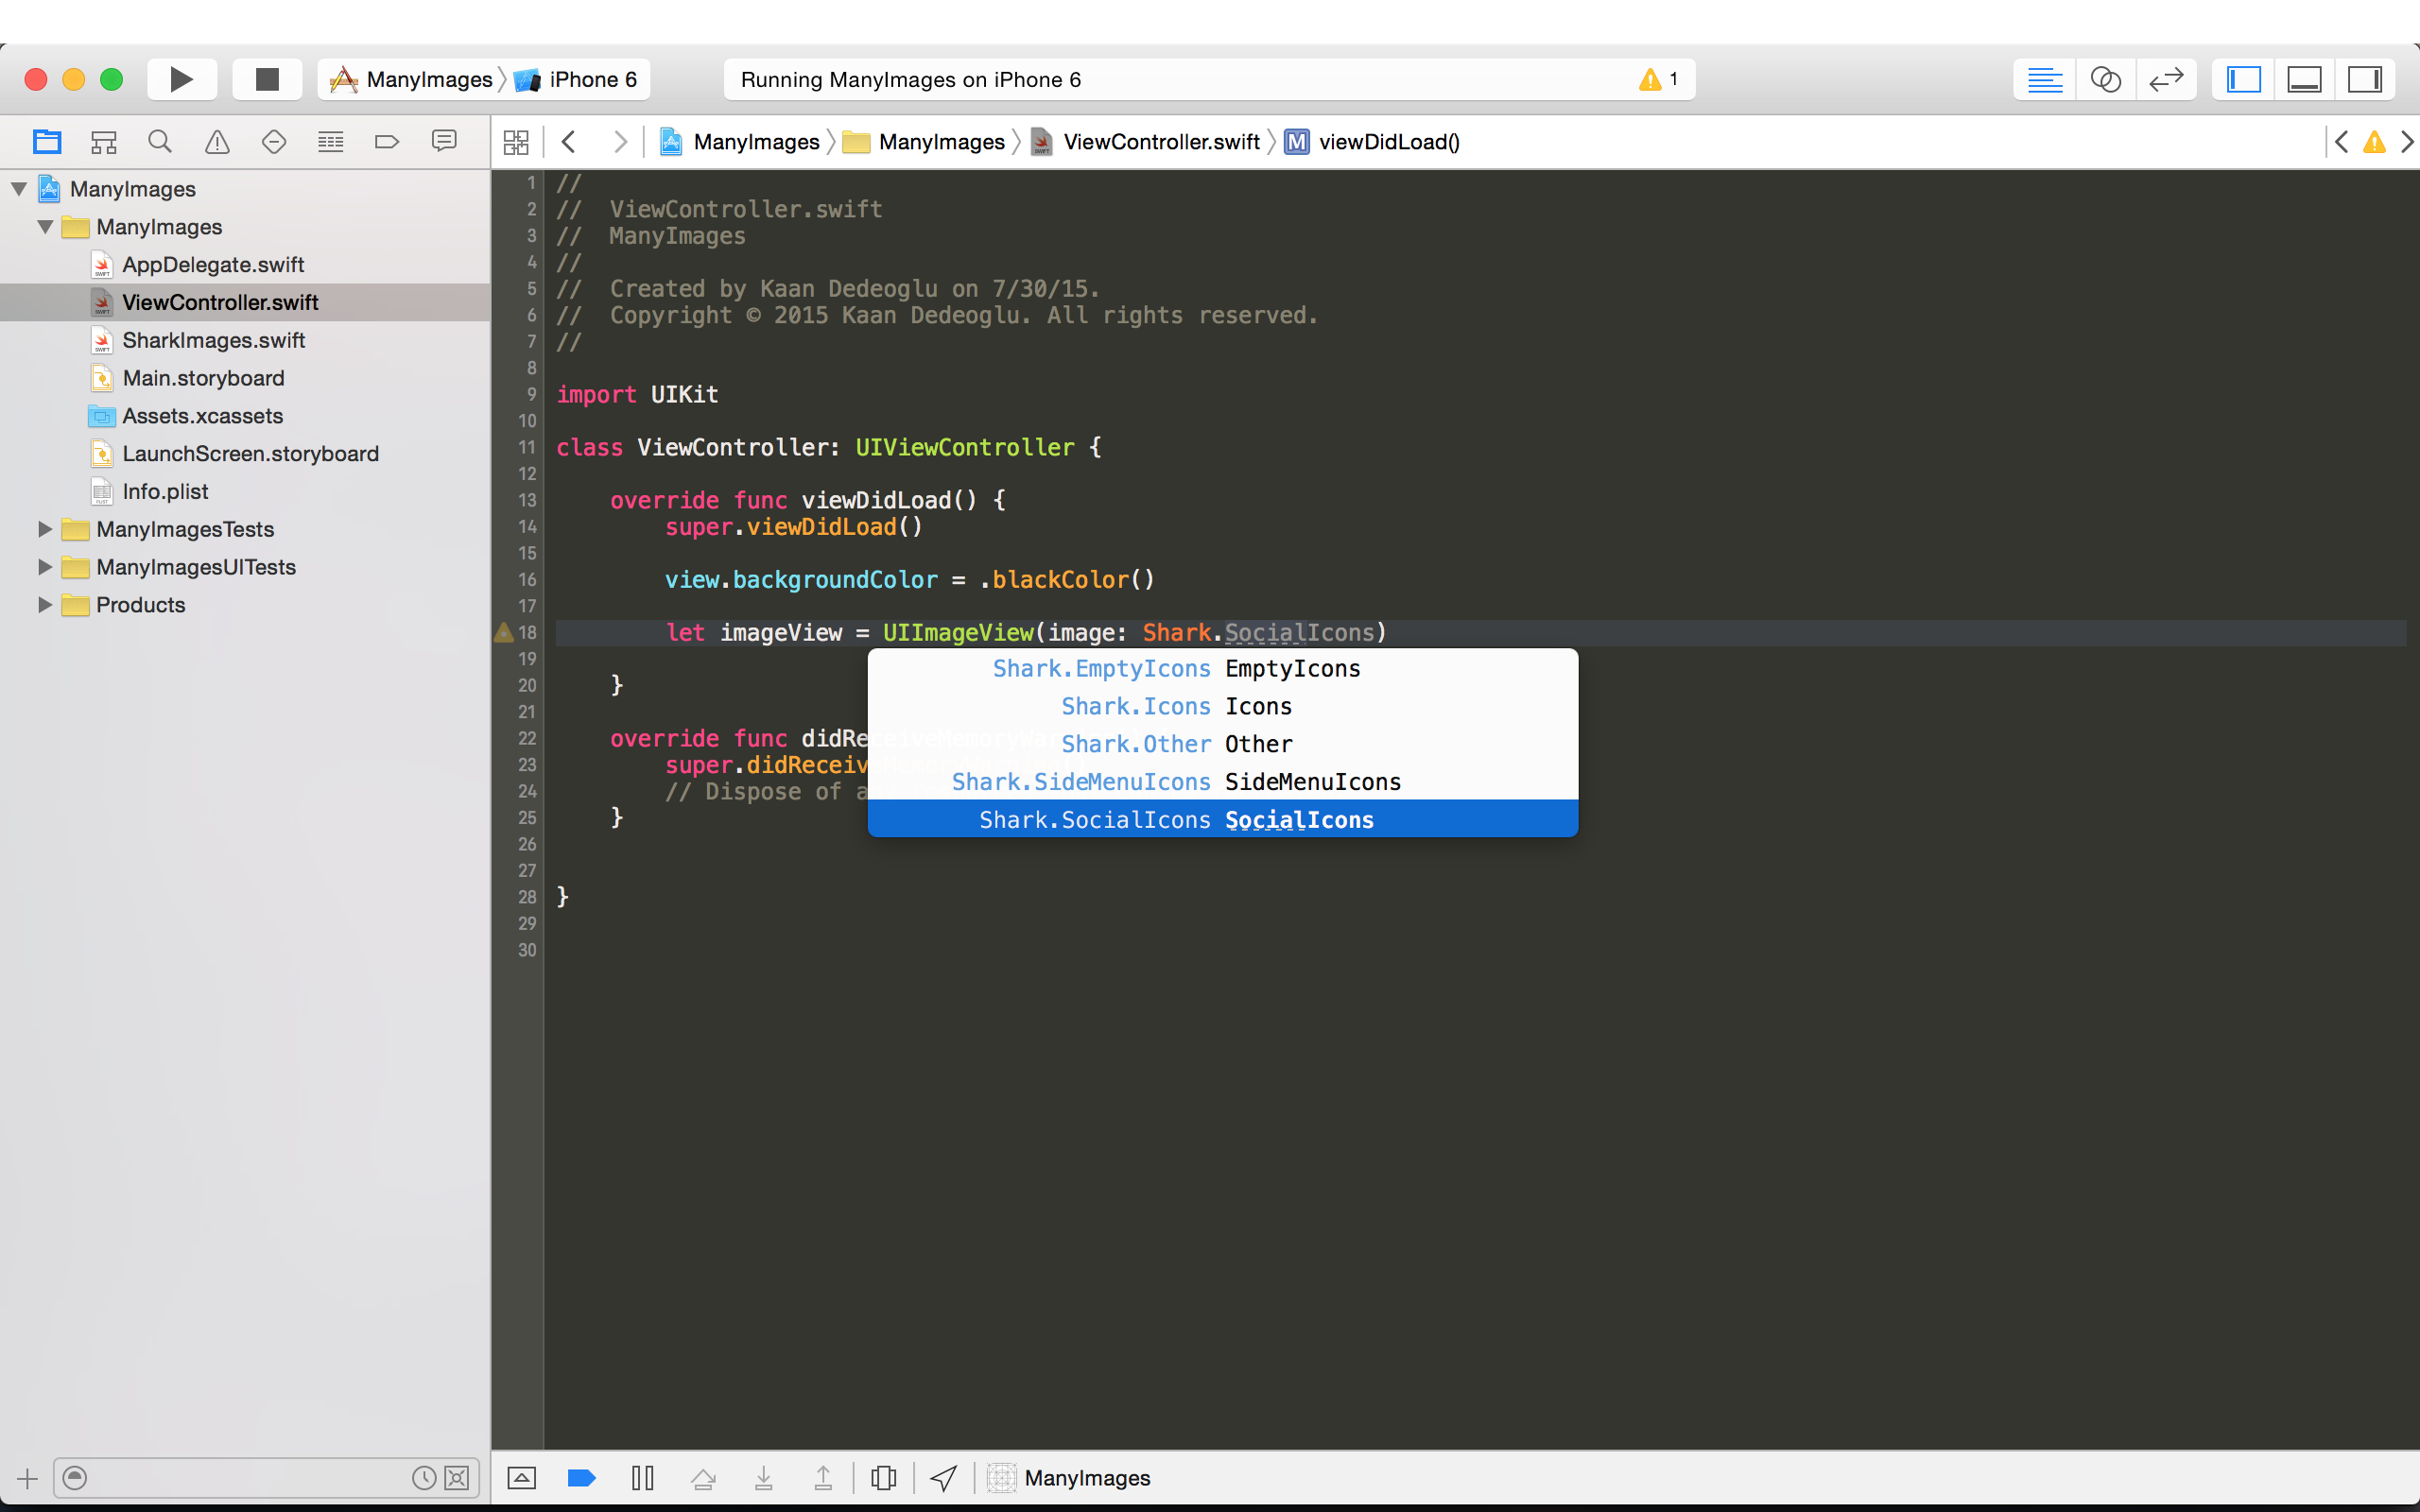 ManyImages iPhone 6 Running ManyImages on iPhone 6 1
ManyImages ManyImages ViewController.swift M viewDidLoad()
ManyImages
ManyImages
AppDelegate.swift
ViewController.swift
SharkImages.swift
Main.storyboard
Assets.xcassets
LaunchScreen.storyboard
Info.plist
ManyImagesTests
ManyImagesUITests
Products
1 //
2 //  ViewController.swift
3 //  ManyImages
4 //
5 //  Created by Kaan Dedeoglu on 7/30/15.
6 //  Copyright © 2015 Kaan Dedeoglu. All rights reserved.
7 //
8
9 import UIKit
10
11 class ViewController: UIViewController {
12
13     override func viewDidLoad() {
14         super.viewDidLoad()
15
16         view.backgroundColor = .blackColor()
17
18         let imageView = UIImageView(image: Shark.SocialIcons)
19
20     }
21
22     override func didReceiveMemoryWar
23         super.didReceiv
24         // Dispose of a
25     }
26
27
28 }
29
30
Shark.EmptyIcons EmptyIcons
Shark.Icons Icons
Shark.Other Other
Shark.SideMenuIcons SideMenuIcons
Shark.SocialIcons SocialIcons
ManyImages